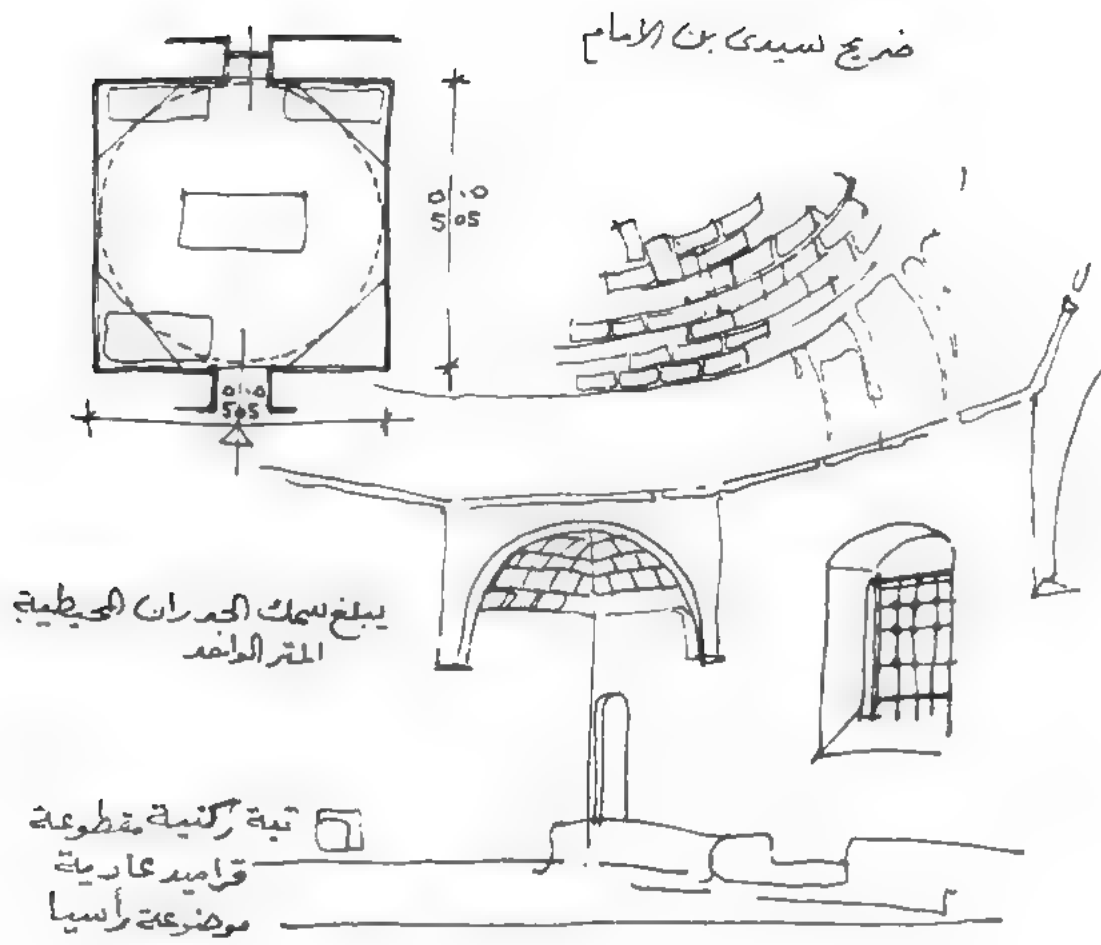 ضريح لسيدى بن الامام
5.05
5.05
يبلغ سمك الجدران المحيطية
المتر الواحد
قبة ركنية مقطوعة
قراميد عادية
موضوعة رأسيا